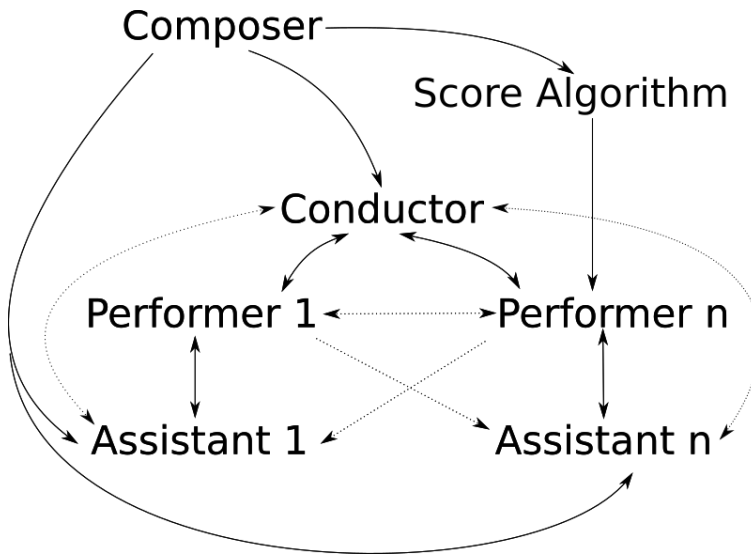 Composer
Score Algorithm
Conductor
Performer 1
Performer n
Assistant 1
Assistant n